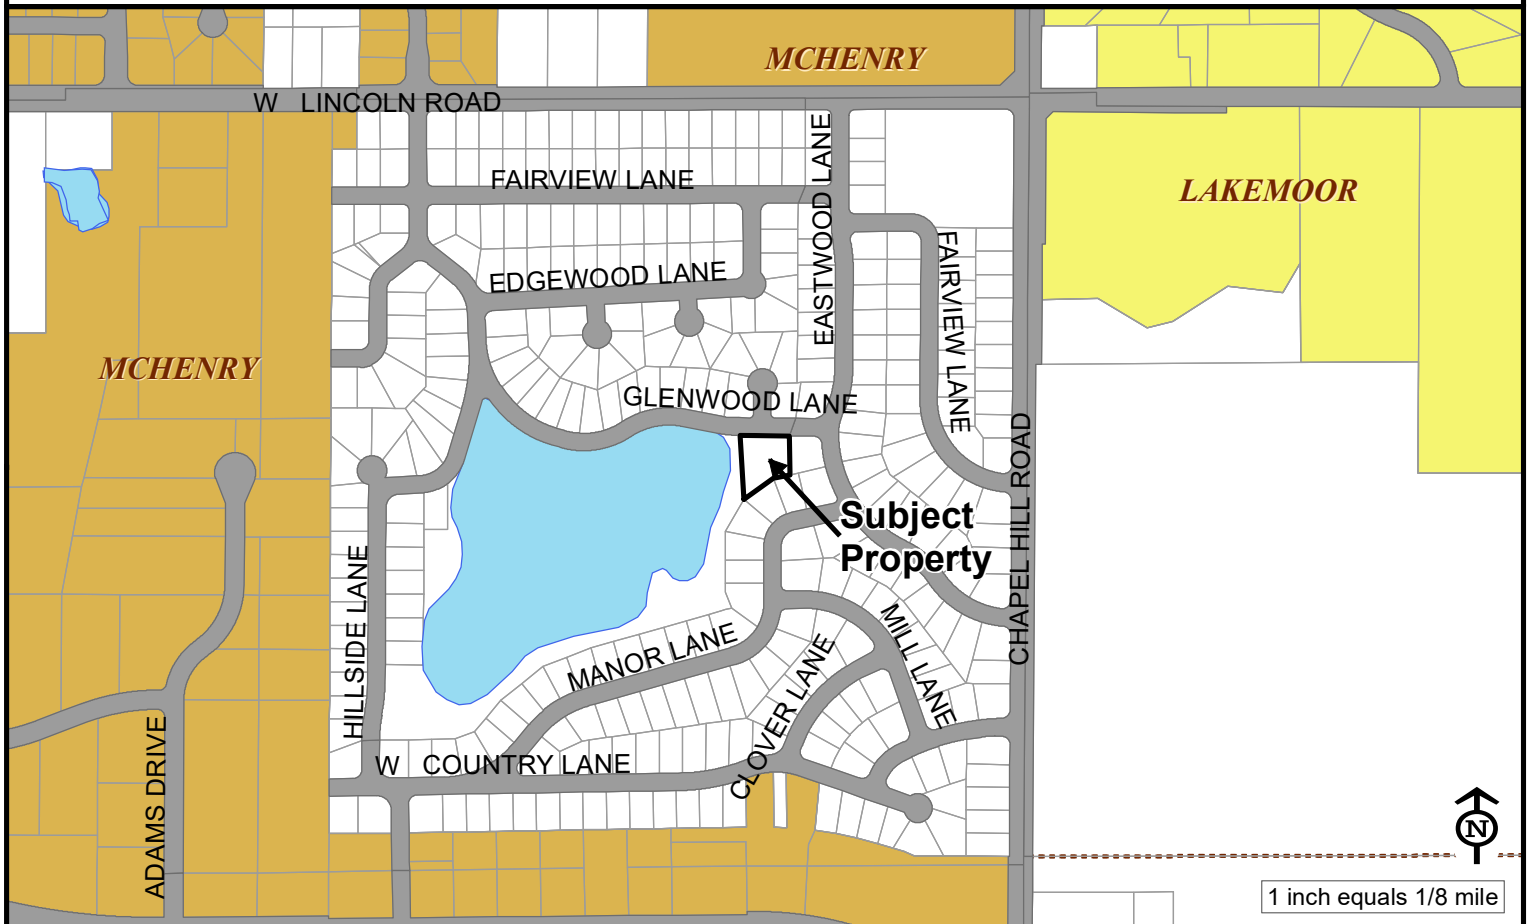 MCHENRY
W LINCOLN ROAD
FAIRVIEW LANE
EASTWOOD LANE
LAKEMOOR
EDGEWOOD LANE
FAIRVIEW LANE
MCHENRY
GLENWOOD LANE
CHAPEL HILL ROAD
Subject
Property
HILLSIDE LANE
MANOR LANE
MILL LANE
CLOVER LANE
W COUNTRY LANE
ADAMS DRIVE
N
1 inch equals 1/8 mile